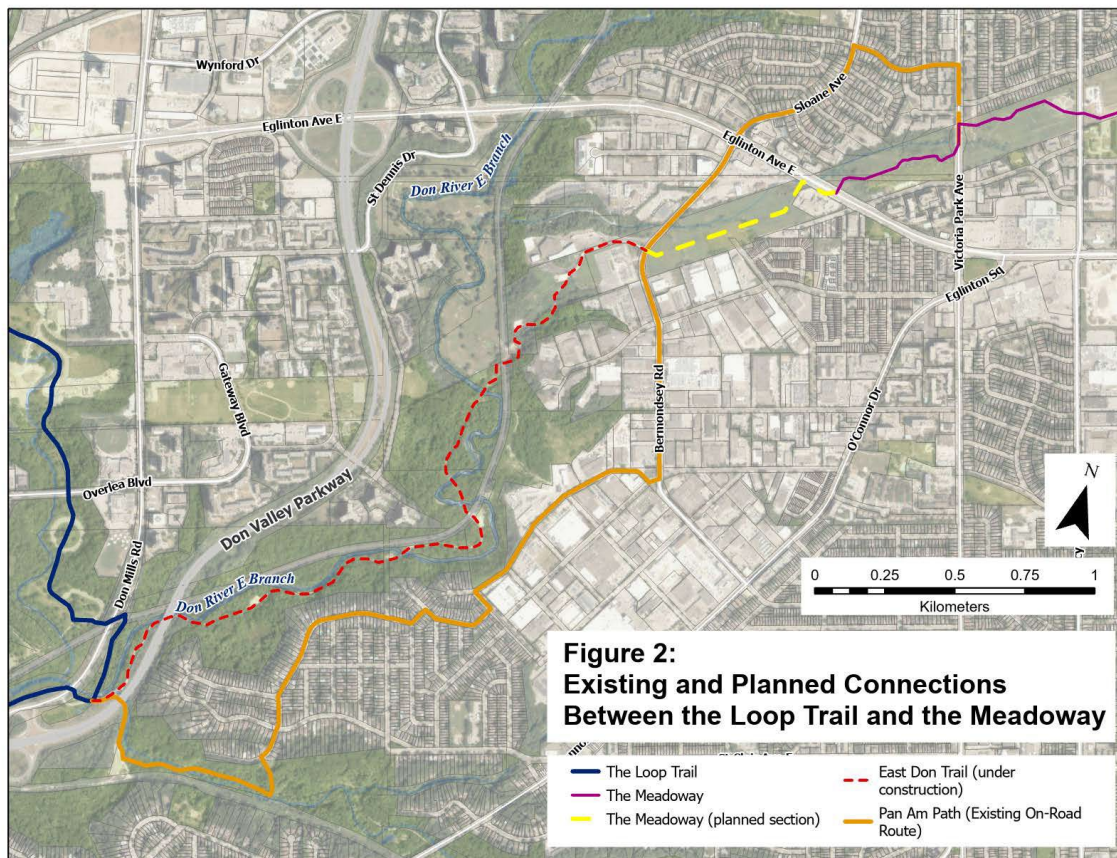 Wynford Dr
Eglinton Ave E
St Dennis Dr
Don River E Branch
Sloane Ave
Eglinton Ave E
Victoria Park Ave
Eglinton Sq
Gateway Blvd
Bermondsey Rd
O'Connor Dr
Overlea Blvd
Don Valley Parkway
Don Mills Rd
Don River E Branch
N
0 0.25 0.5 0.75 1
Kilometers
Figure 2:
Existing and Planned Connections
Between the Loop Trail and the Meadoway
The Loop Trail
The Meadoway
The Meadoway (planned section)
East Don Trail (under
construction)
Pan Am Path (Existing On-Road
Route)